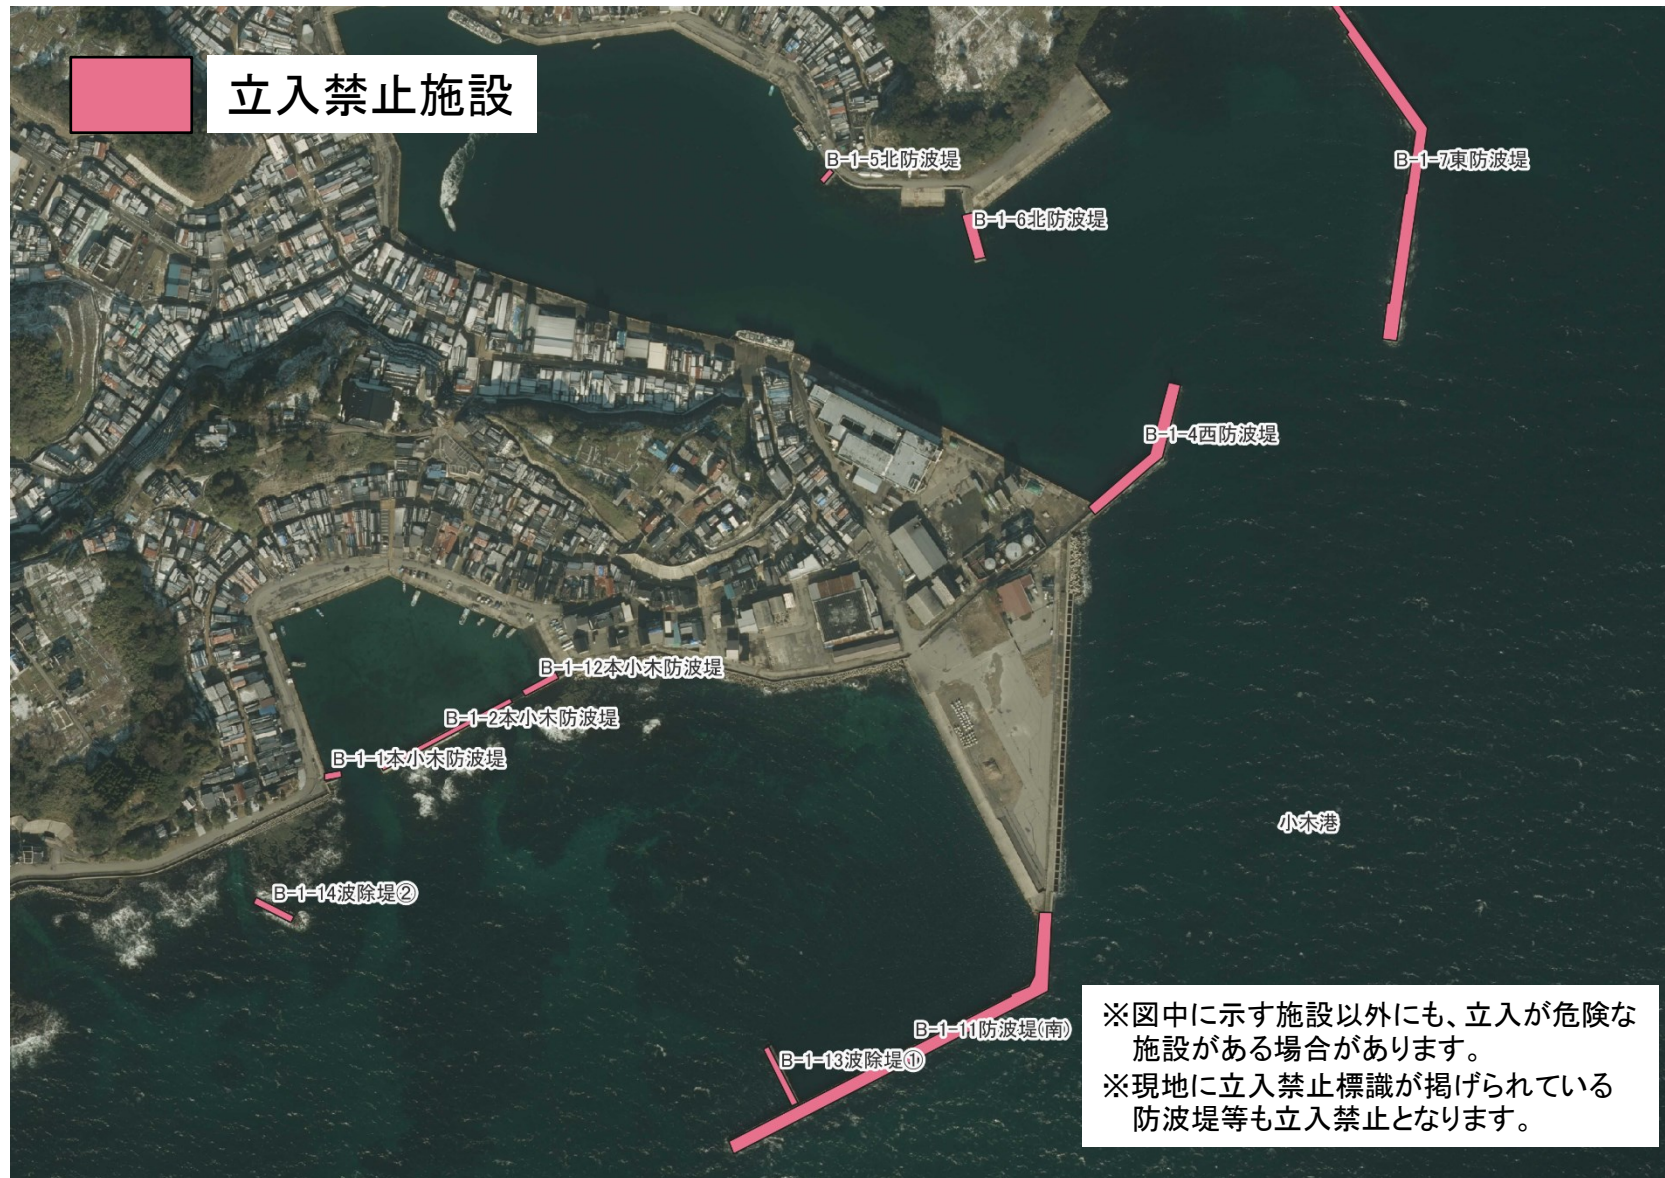 立入禁止施設
B-1-5北防波堤
B-1-7東防波堤
B-1-6北防波堤
B-1-4西防波堤
B-1-12本小木防波堤
B-1-2本小木防波堤
B-1-1本小木防波堤
小木港
B-1-14波除堤②
B-1-11防波堤(南)
B-1-13波除堤①
※図中に示す施設以外にも、立入が危険な
施設がある場合があります。
※現地に立入禁止標識が掲げられている
防波堤等も立入禁止となります。